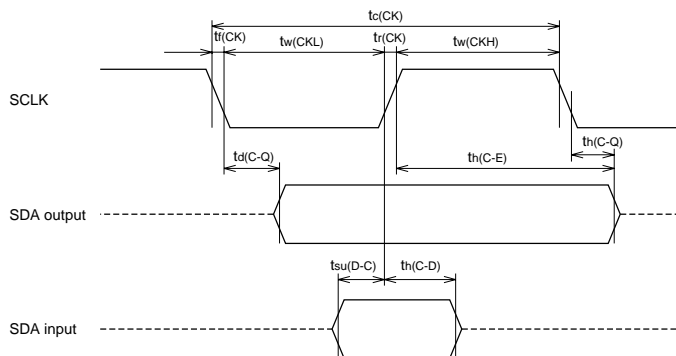 tc(CK)
tf(CK) tw(CKL) tr(CK) tw(CKH)
SCLK
td(C-Q) th(C-E) th(C-Q)
SDA output
tsu(D-C) th(C-D)
SDA input